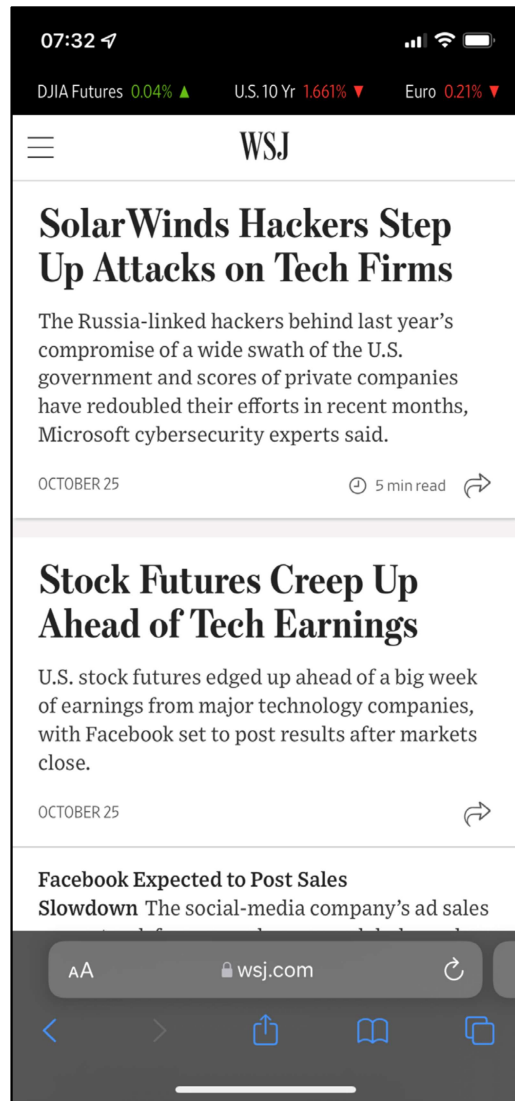 07:32
DJIA Futures 0.04% ▲ U.S. 10 Yr 1.661% ▼ Euro 0.21% ▼
WSJ
SolarWinds Hackers Step
Up Attacks on Tech Firms
The Russia-linked hackers behind last year's
compromise of a wide swath of the U.S.
government and scores of private companies
have redoubled their efforts in recent months,
Microsoft cybersecurity experts said.
OCTOBER 25 5 min read
Stock Futures Creep Up
Ahead of Tech Earnings
U.S. stock futures edged up ahead of a big week
of earnings from major technology companies,
with Facebook set to post results after markets
close.
OCTOBER 25
Facebook Expected to Post Sales
Slowdown The social-media company's ad sales
AA wsj.com